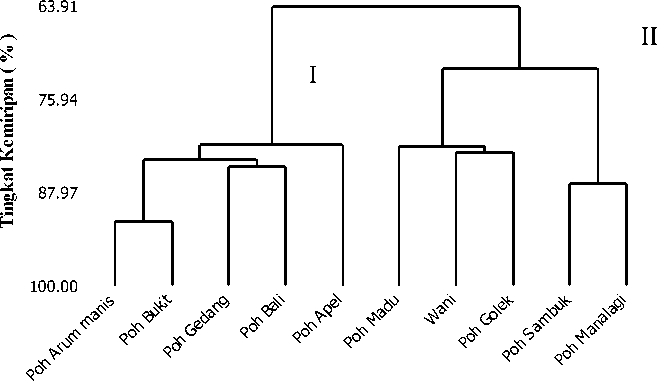 63.91
II
I
75.94
Tingkat Kemiripan ( % )
87.97
100.00
Poh Arum manis
Poh Bukit
Poh Gedang
Poh Bali
Poh Apel
Poh Madu
Wani
Poh Golek
Poh Sambuk
Poh Manalagi